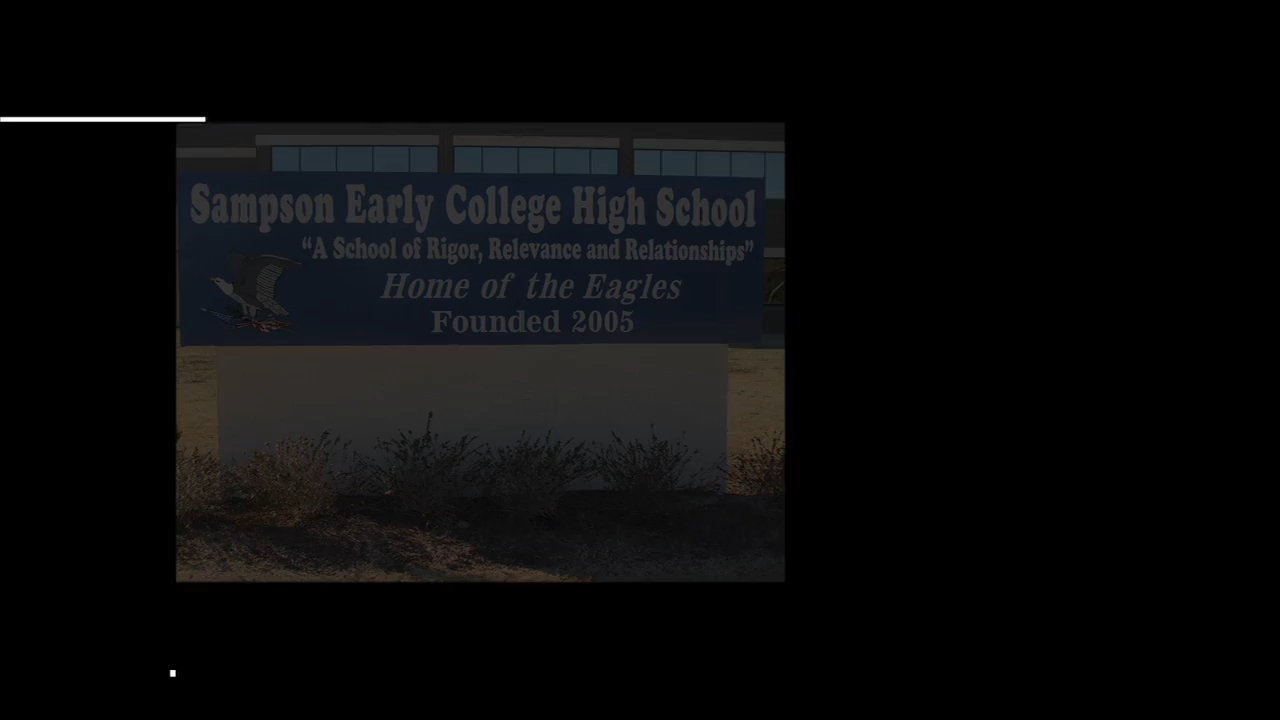 Sampson Early College High School
“A School of Rigor, Relevance and Relationships”
Home of the Eagles
Founded 2005